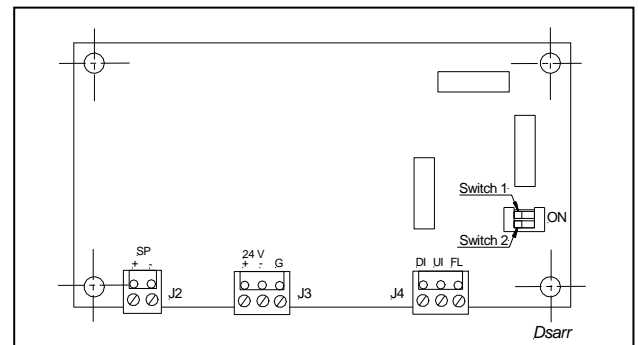 Switch 1
ON
Switch 2
SP
+ -
J2
24 V
+ - G
J3
J4
DI UI FL
Dsarr